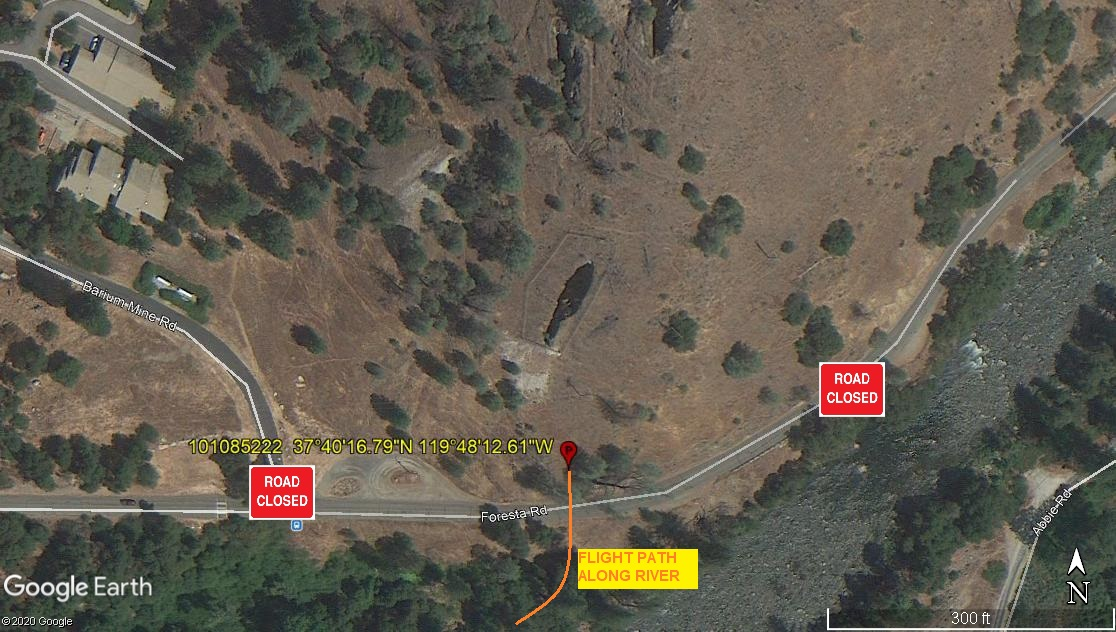 Barium Mine Rd
101085222 37°40'16.79"N 119°48'12.61"W
ROAD
CLOSED
ROAD
CLOSED
Foresta Rd
Abbie Rd
FLIGHT PATH
ALONG RIVER
Google Earth
©2020 Google
N
300 ft